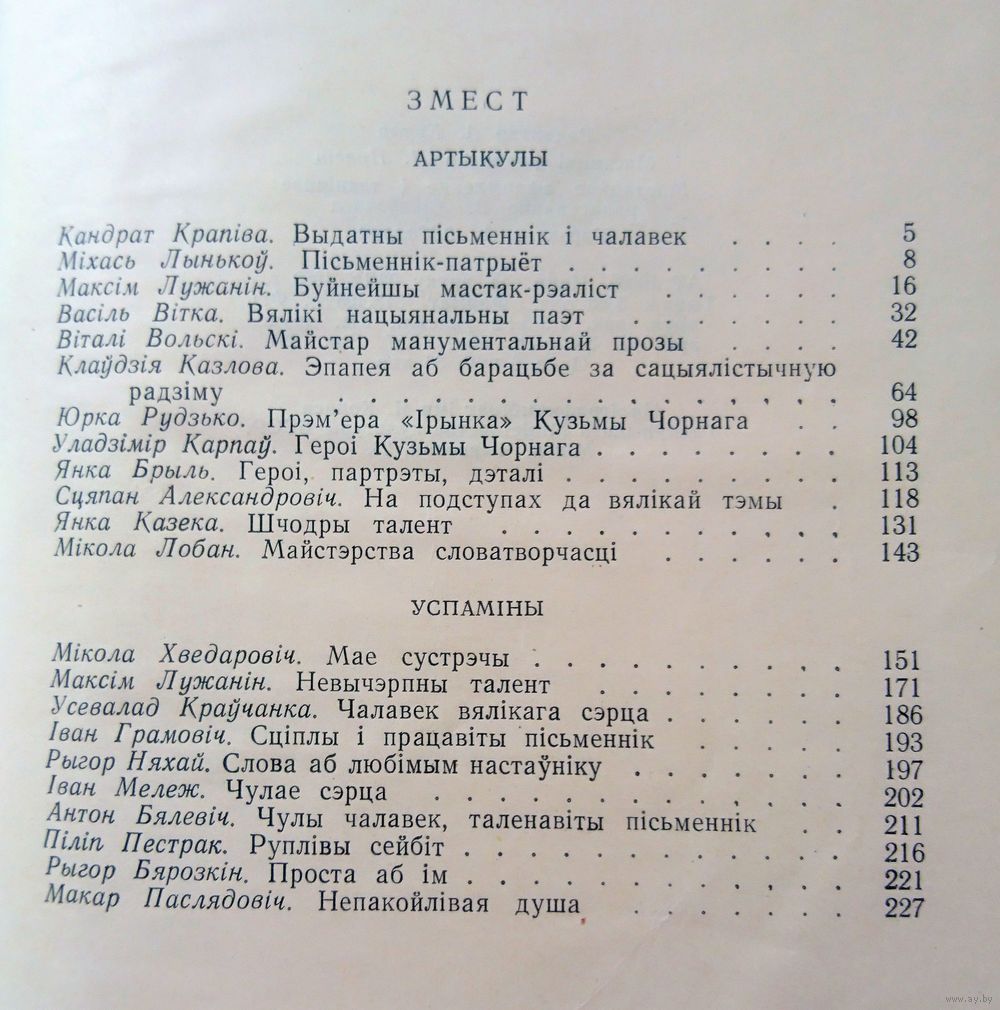 ЗМЕСТ
АРТЫКУЛЫ
Кандрат Крапіва. Выдатны пісьменнік і чалавек . . . . 5
Міхась Лынькоў. Пісьменнік-патрыёт . . . . . . . . . 8
Максім Лужанін. Буйнейшы мастак-рэаліст . . . . . . 16
Васіль Вітка. Вялікі нацыянальны паэт . . . . . . . 32
Віталі Вольскі. Майстар манументальнай прозы . . . . 42
Клаўдзія Казлова. Эпапея аб барацьбе за сацыялістычную
радзіму . . . . . . . . . . . . . . . 64
Юрка Рудзько. Прэм'ера «Ірынка» Кузьмы Чорнага . . 98
Уладзімір Карпаў. Героі Кузьмы Чорнага . . . . . . . . 104
Янка Брыль. Героі, партрэты, дэталі . . . . . . . . . 113
Сцяпан Александровіч. На подступах да вялікай тэмы . 118
Янка Казека. Шчодры талент . . . . . . . . . . . 131
Мікола Лобан. Майстэрства словатворчасці . . . . . . 143
УСПАМІНЫ
Мікола Хведаровіч. Мае сустрэчы . . . . . . . . . . 151
Максім Лужанін. Невычэрпны талент . . . . . . . . 171
Усевалад Краўчанка. Чалавек вялікага сэрца . . . . . . 186
Іван Грамовіч. Сціплы і працавіты пісьменнік . . . . . 193
Рыгор Няхай. Слова аб любімым настаўніку . . . . . . . 197
Іван Мележ. Чулае сэрца . . . . . . . . . . . . 202
Антон Бялевіч. Чулы чалавек, таленавіты пісьменнік . . 211
Піліп Пестрак. Руплівы сейбіт . . . . . . . . . . . . 216
Рыгор Бярозкін. Проста аб ім . . . . . . . . . . . . 221
Макар Паслядовіч. Непакойлівая душа . . . . . . . 227
www.ay.by